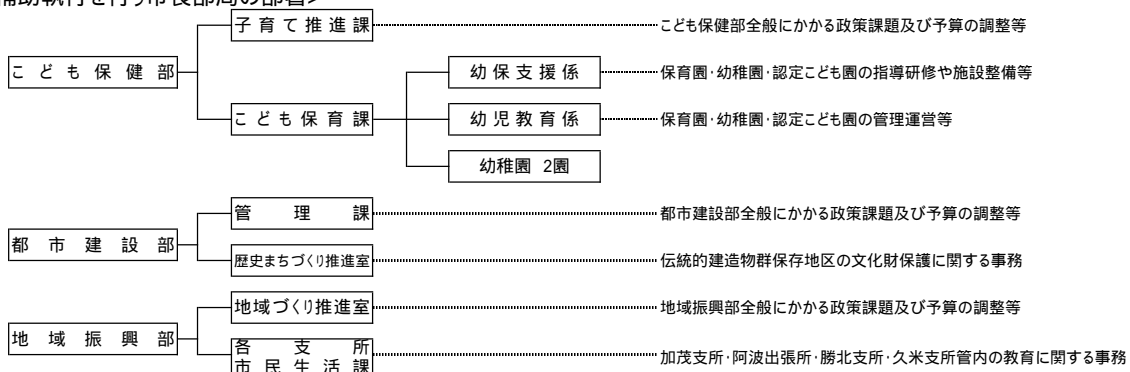 補助執行を行う市長部局の部署>
子育て推進課 こども保健部全般にかかる政策課題及び予算の調整等
こども保健部
幼保支援係 保育園・幼稚園・認定こども園の指導研修や施設整備等
こども保育課 幼児教育係 保育園・幼稚園・認定こども園の管理運営等
幼稚園 2園
管理課 都市建設部全般にかかる政策課題及び予算の調整等
都市建設部
歴史まちづくり推進室 伝統的建造物群保存地区の文化財保護に関する事務
地域づくり推進室 地域振興部全般にかかる政策課題及び予算の調整等
地域振興部
各支所
市民生活課 加茂支所・阿波出張所・勝北支所・久米支所管内の教育に関する事務